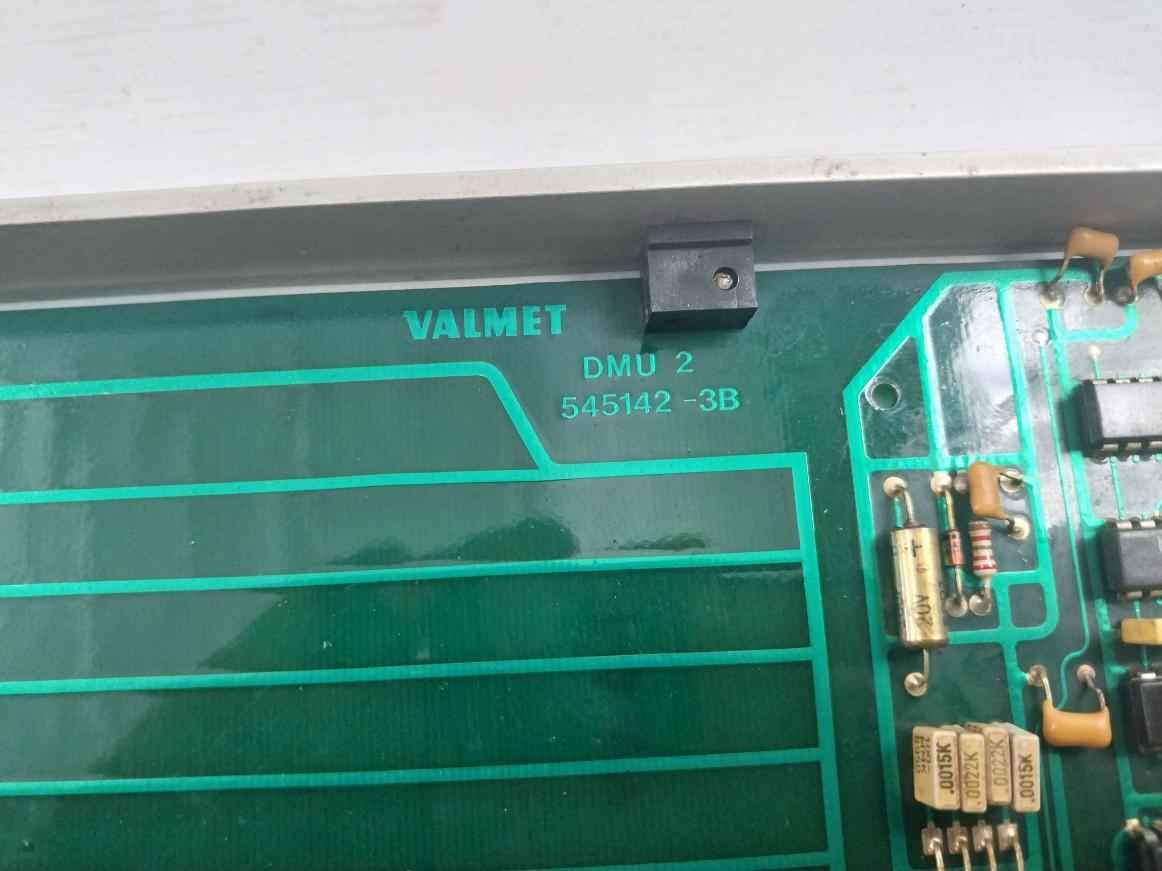 VALMET
DMU 2
545142-3B
+
20V
.0015K
.0022K
.0022K
.0015K